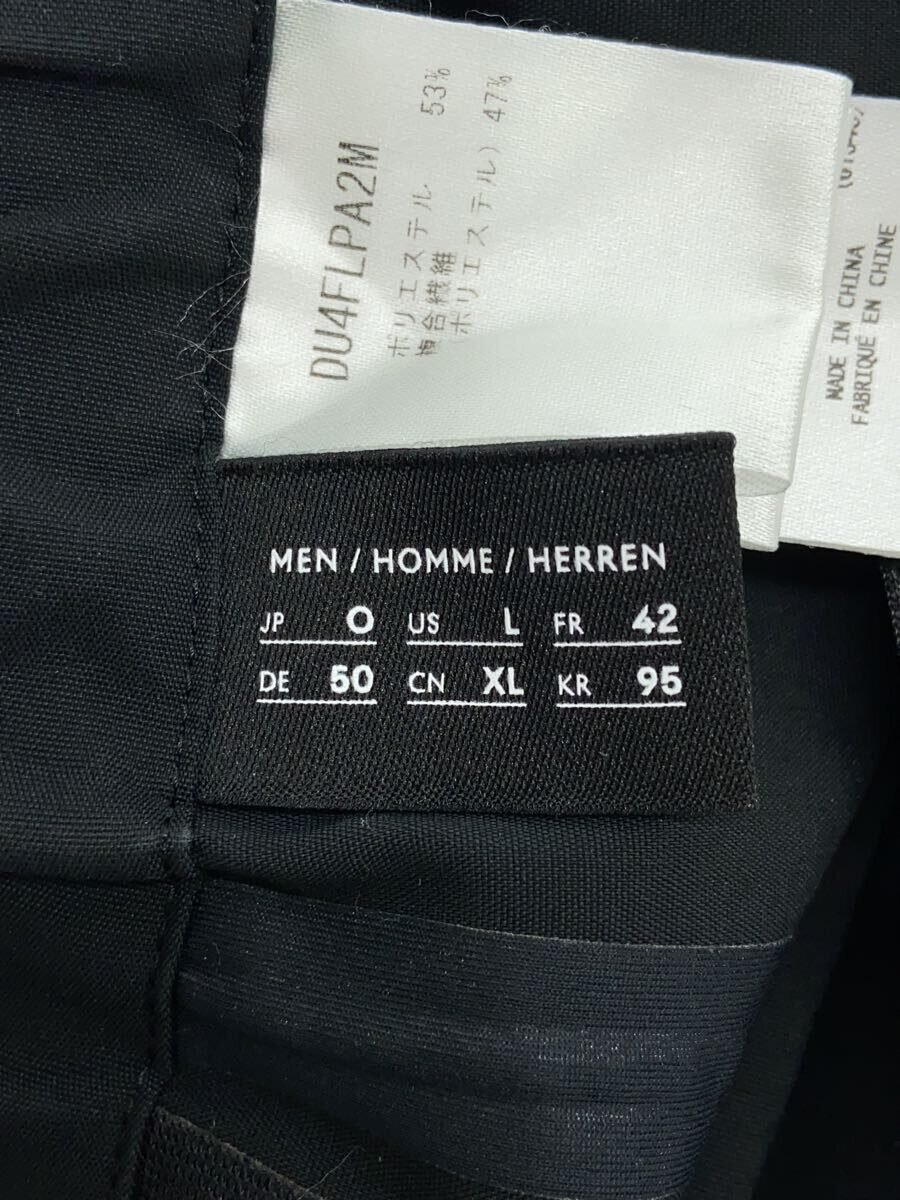 DU4FLPA2M
ポリエステル 53%
複合繊維
ポリエステル) 47%
MADE IN CHINA
FABRIQUÉ EN CHINE
MEN / HOMME / HERREN
JP O US L FR 42
DE 50 CN XL KR 95